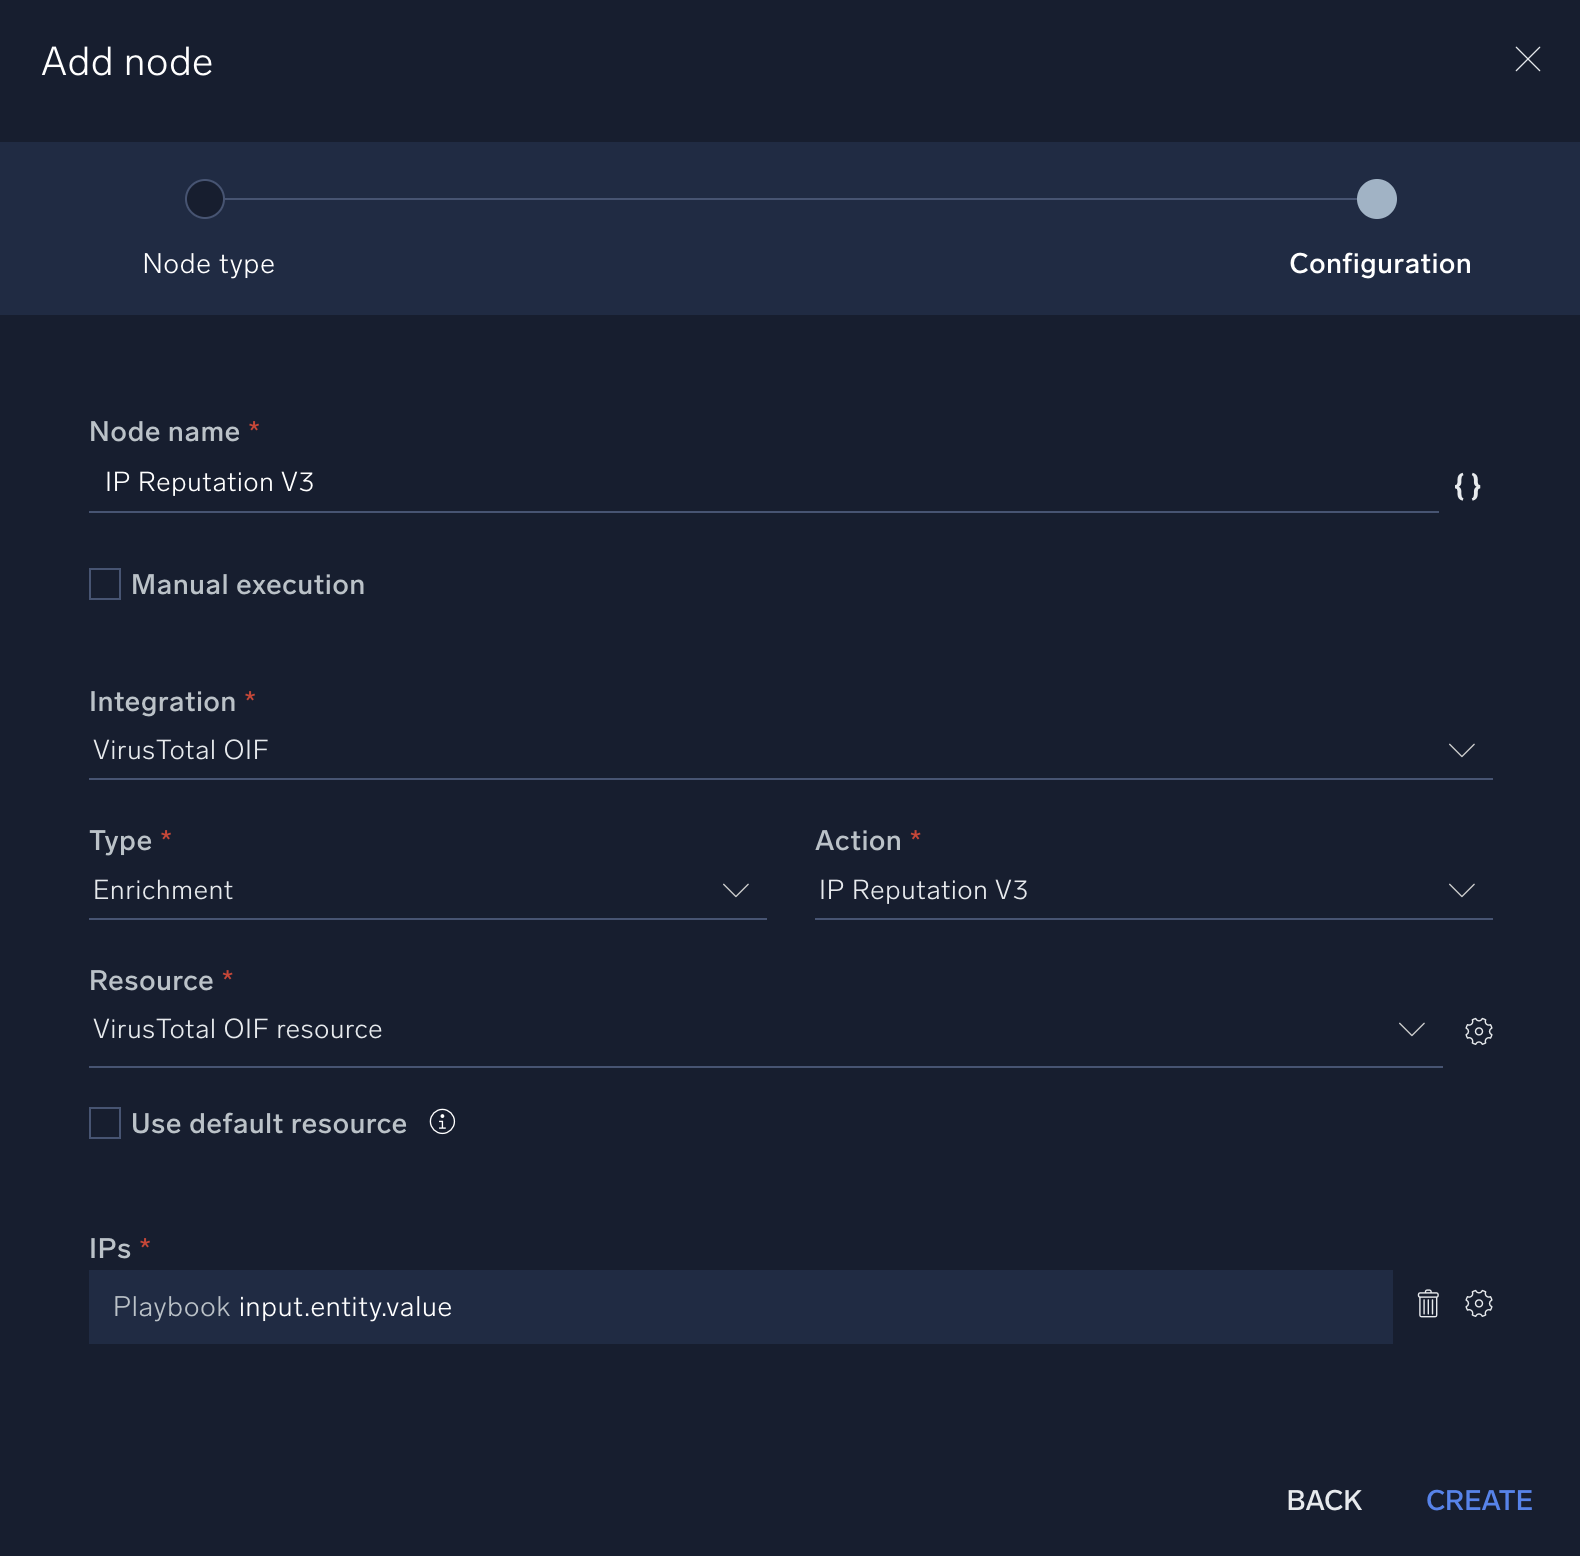 Add node
Node type
Configuration
Node name *
IP Reputation V3
{}
Manual execution
Integration *
VirusTotal OIF
Type *
Action *
Enrichment
IP Reputation V3
Resource *
VirusTotal OIF resource
Use default resource
IPs *
Playbook input.entity.value
BACK
CREATE